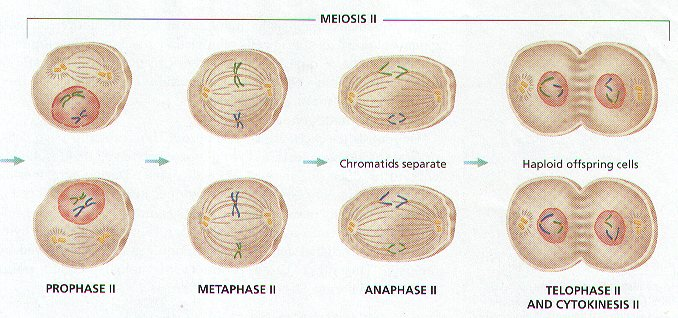 MEIOSIS II
Chromatids separate
Haploid offspring cells
PROPHASE II
METAPHASE II
ANAPHASE II
TELOPHASE II
AND CYTOKINESIS II